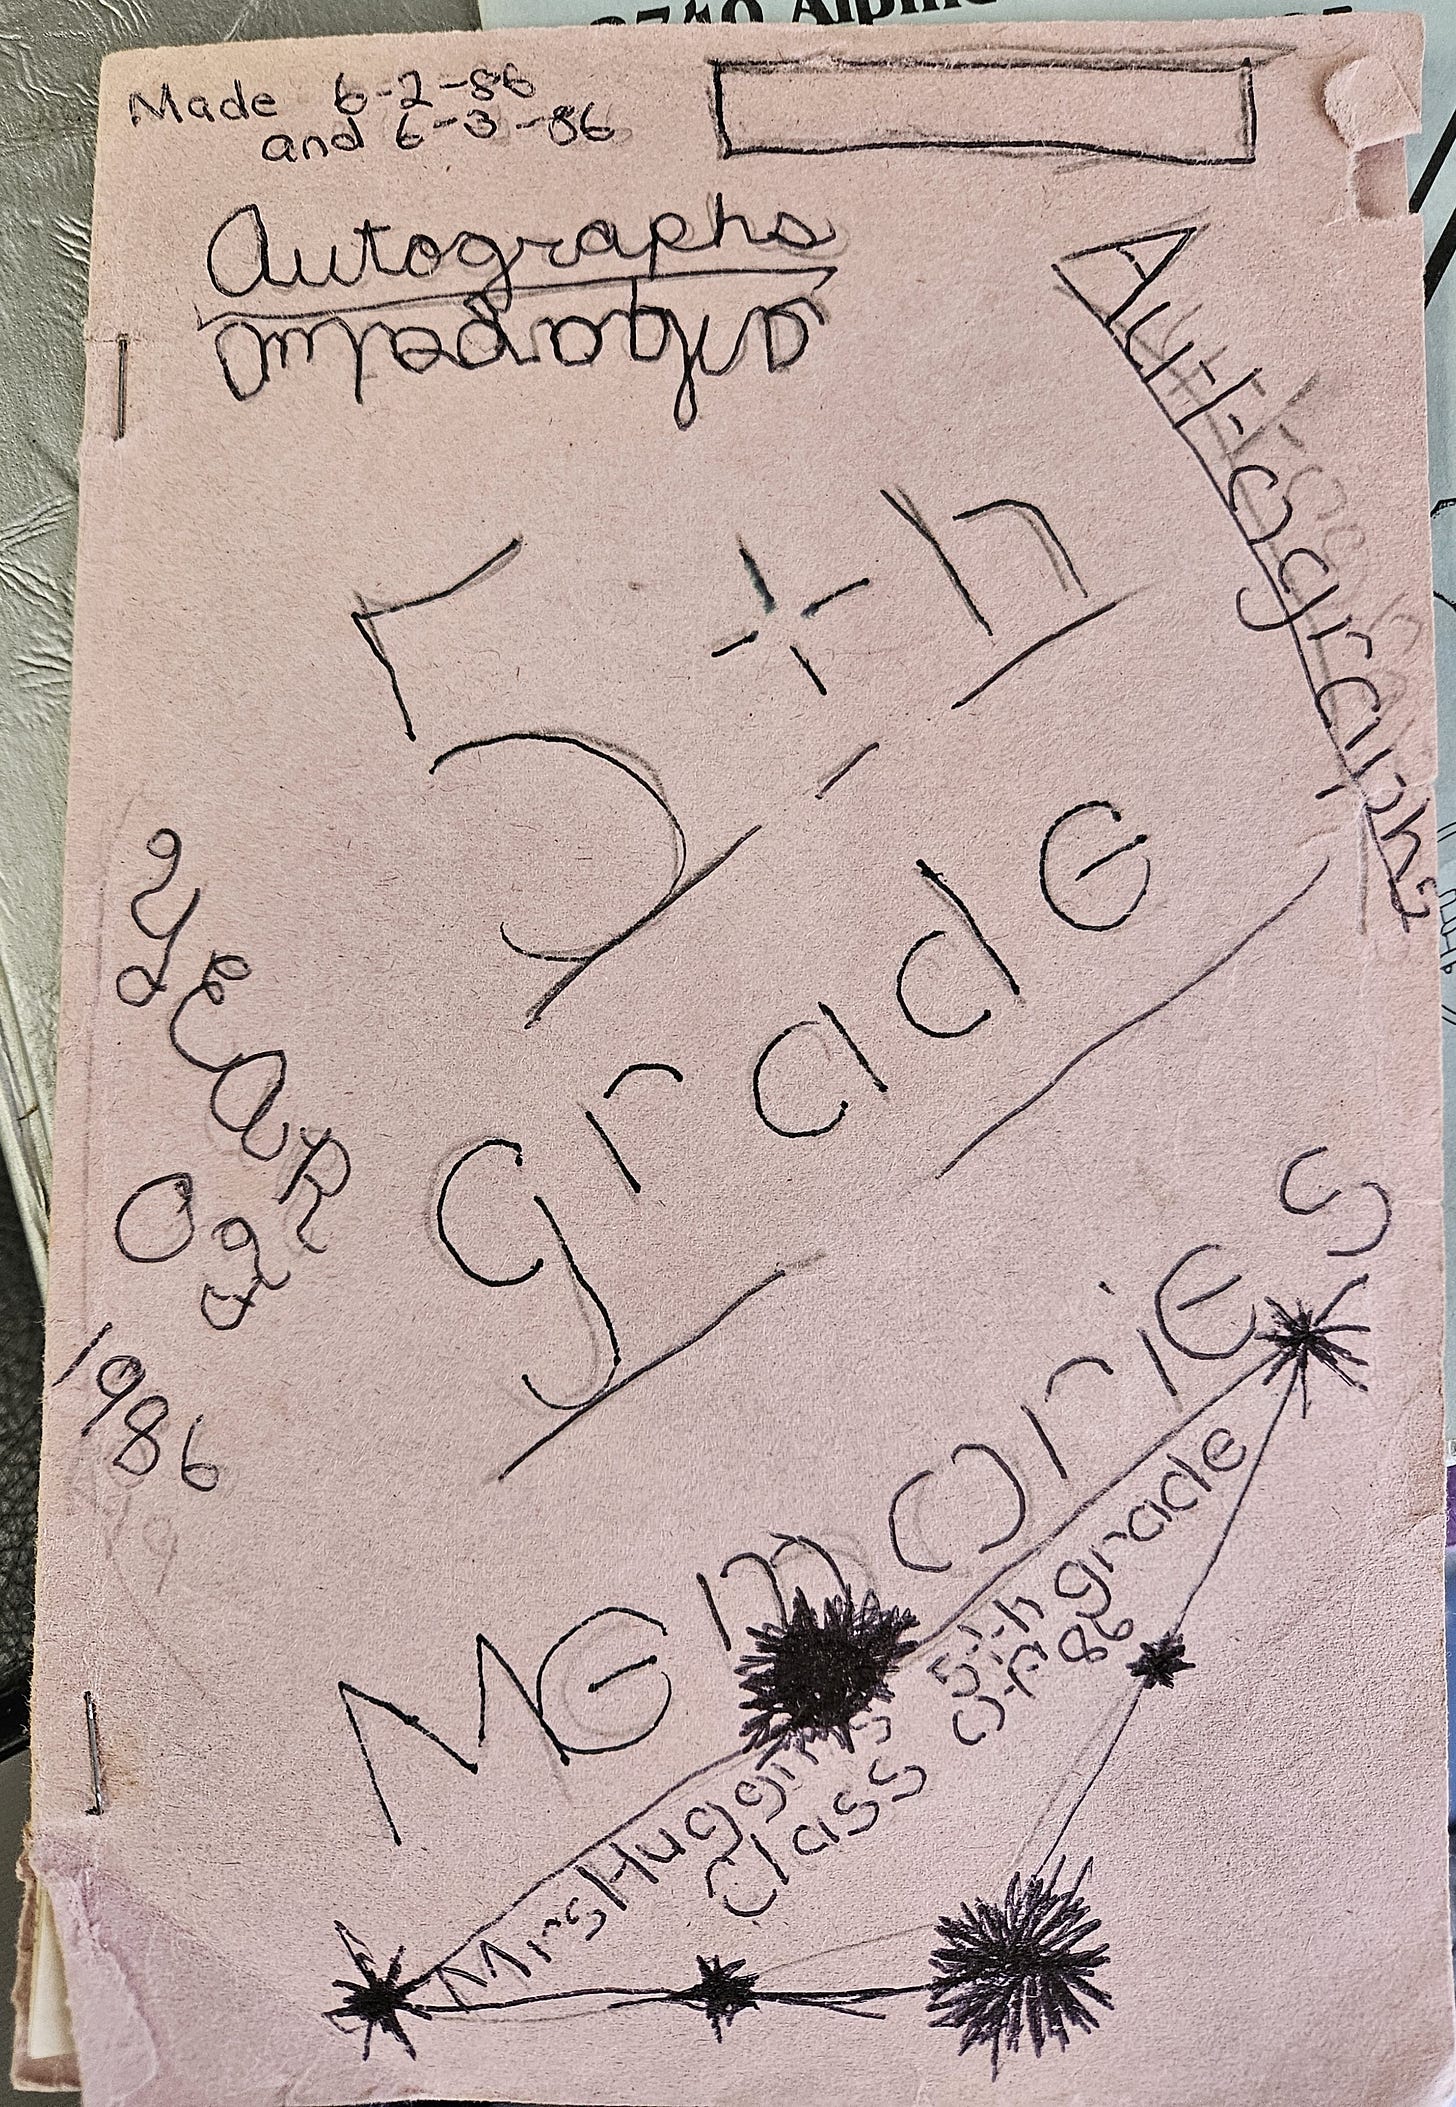 Made 6-2-86
and 6-3-86
Autographs
Autographs
5th
grade
YEAR
OF
1986
MEmoriES
5th grade
OF 86
Mrs Huggins
Class